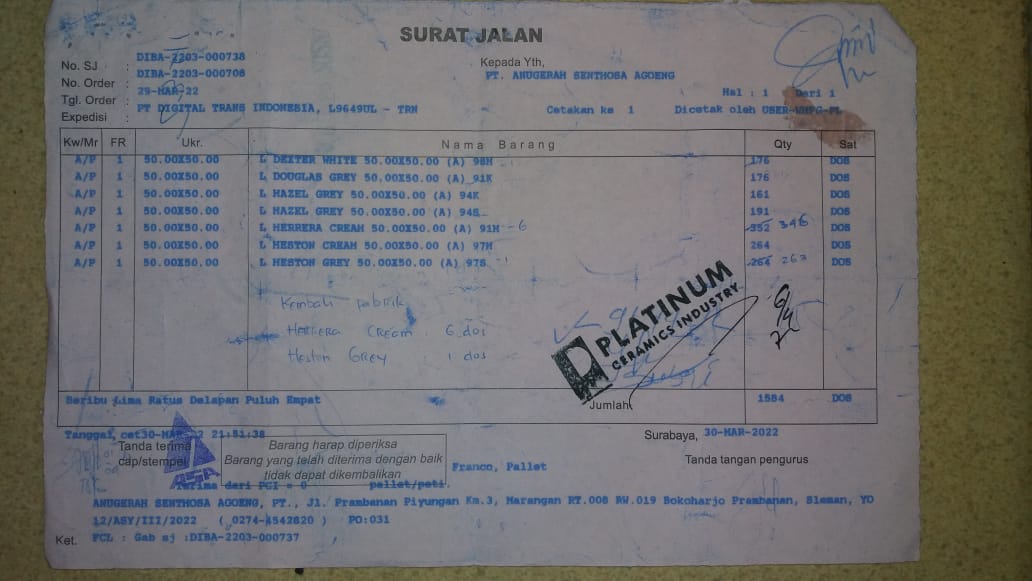 SURAT JALAN
No. SJ : DIBA-2203-000738
No. Order : DIBA-2203-000708
Tgl. Order : 29-MAR-22
Expedisi : PT DIGITAL TRANS INDONESIA, L9649UL - TRN
Kepada Yth,
PT. ANUGERAH SENTHOSA AGOENG
Hal : 1 Dari 1
Cetakan ke 1 Dicetak oleh USER-WHFG-PL
Kw/Mr FR Ukr. Nama Barang Qty Sat
A/P 1 50.00X50.00 L DEXTER WHITE 50.00X50.00 (A) 98M 176 DOS
A/P 1 50.00X50.00 L DOUGLAS GREY 50.00X50.00 (A) 91K 176 DOS
A/P 1 50.00X50.00 L HAZEL GREY 50.00X50.00 (A) 94K 161 DOS
A/P 1 50.00X50.00 L HAZEL GREY 50.00X50.00 (A) 94S 191 DOS
A/P 1 50.00X50.00 L HERRERA CREAM 50.00X50.00 (A) 91M - 6 352 346 DOS
A/P 1 50.00X50.00 L HESTON CREAM 50.00X50.00 (A) 97M 264 DOS
A/P 1 50.00X50.00 L HESTON GREY 50.00X50.00 (A) 97S - 1 264 263 DOS
Kembali pabrik
HERRERA CREAM 6 dos
Heston GREY 1 dos
PLATINUM
CERAMICS INDUSTRY
Seribu Lima Ratus Delapan Puluh Empat
Jumlah 1584 DOS
Tanggal, cet30-MAR-22 21:51:38
Surabaya, 30-MAR-2022
Tanda terima
cap/stempel
ASA
Barang harap diperiksa
Barang yang telah diterima dengan baik
tidak dapat dikembalikan
Franco, Pallet
Tanda tangan pengurus
Terima dari PCI = 0 pallet/peti.
ANUGERAH SENTHOSA AGOENG, PT., Jl. Prambanan Piyungan Km.3, Marangan RT.008 RW.019 Bokoharjo Prambanan, Sleman, YO
12/ASY/III/2022 ( 0274-4542820 ) PO:031
Ket. FCL : Gab sj :DIBA-2203-000737